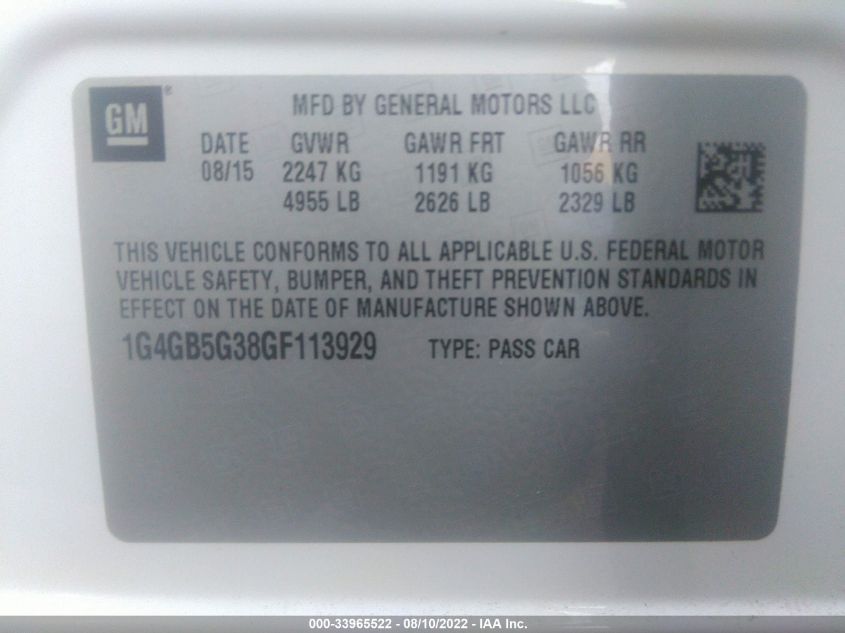 GM®
MFD BY GENERAL MOTORS LLC
DATE GVWR GAWR FRT GAWR RR
08/15 2247 KG 1191 KG 1056 KG
4955 LB 2626 LB 2329 LB
THIS VEHICLE CONFORMS TO ALL APPLICABLE U.S. FEDERAL MOTOR
VEHICLE SAFETY, BUMPER, AND THEFT PREVENTION STANDARDS IN
EFFECT ON THE DATE OF MANUFACTURE SHOWN ABOVE.
1G4GB5G38GF113929 TYPE: PASS CAR
000-33965522 - 08/10/2022 - IAA Inc.